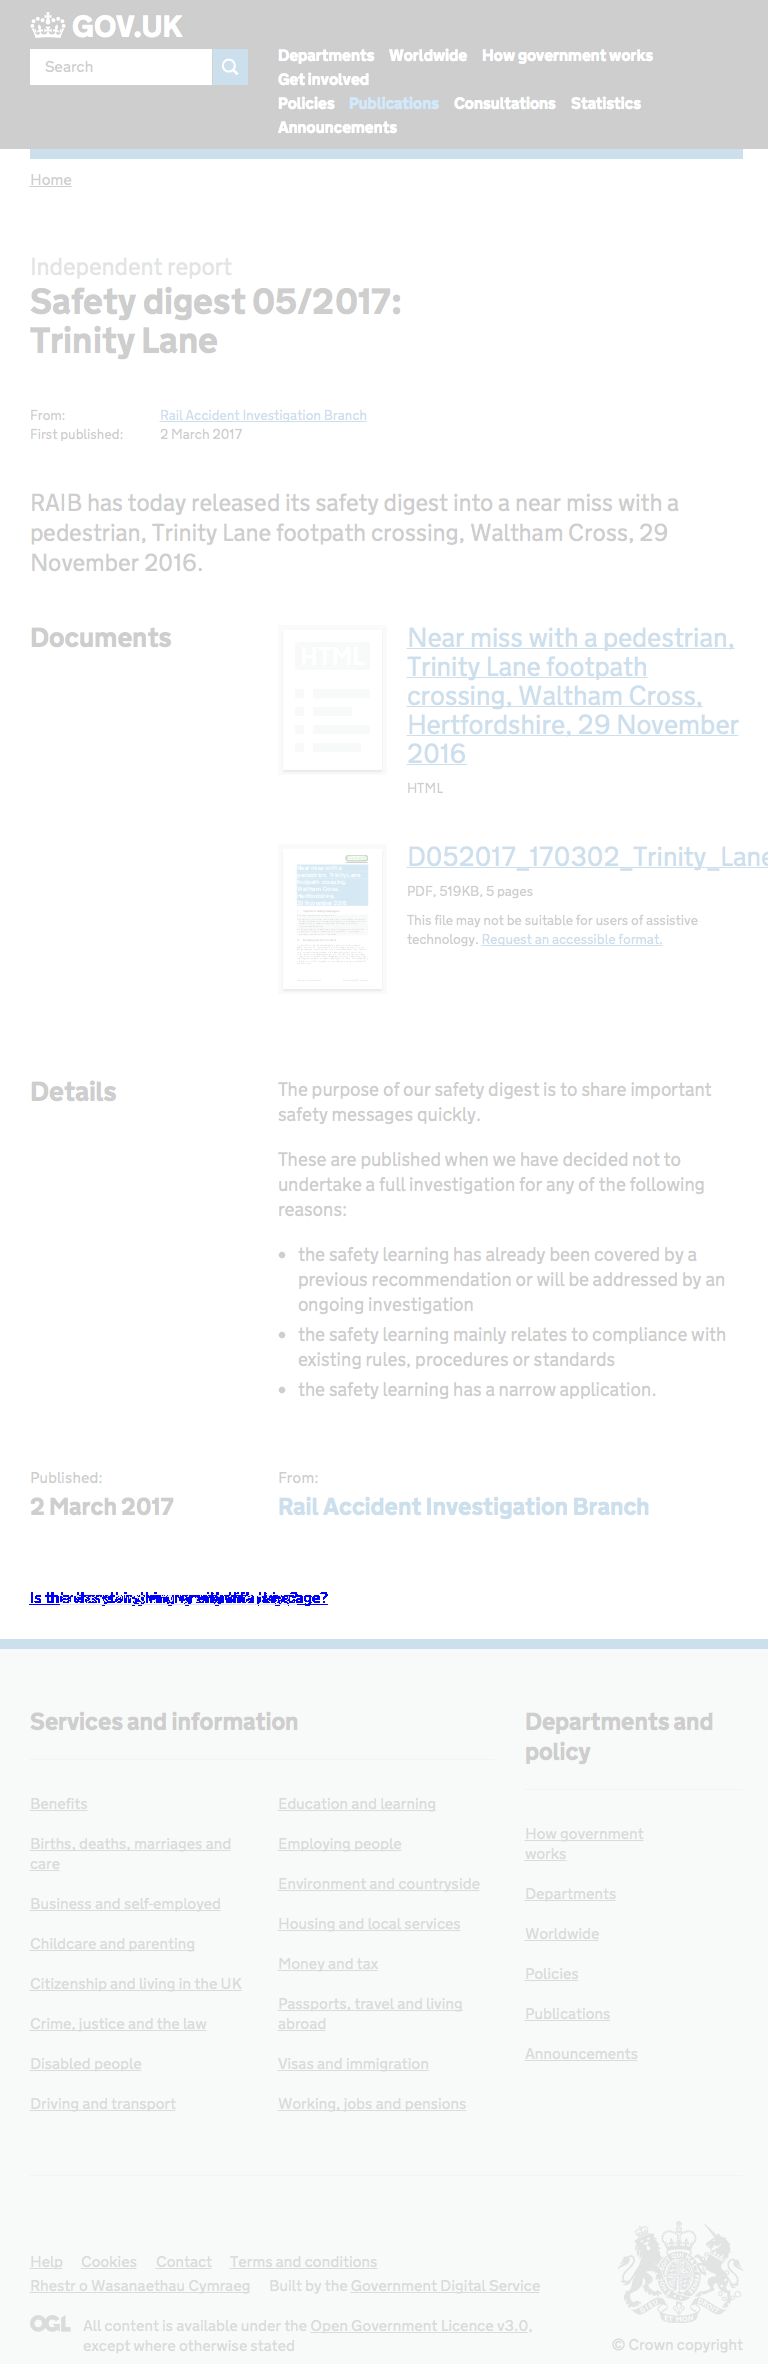 GOV.UK
Search
Departments Worldwide How government works
Get involved
Policies Publications Consultations Statistics
Announcements
Home
Independent report
Safety digest 05/2017:
Trinity Lane
From: Rail Accident Investigation Branch
First published: 2 March 2017
RAIB has today released its safety digest into a near miss with a
pedestrian, Trinity Lane footpath crossing, Waltham Cross, 29
November 2016.
Documents
HTML
Near miss with a pedestrian,
Trinity Lane footpath
crossing, Waltham Cross,
Hertfordshire, 29 November
2016
HTML
Near miss with a
pedestrian, Trinity Lane
footpath crossing,
Waltham Cross,
Hertfordshire,
29 November 2016
D052017_170302_Trinity_Lane
PDF, 519KB, 5 pages
This file may not be suitable for users of assistive
technology. Request an accessible format.
Details
The purpose of our safety digest is to share important
safety messages quickly.
These are published when we have decided not to
undertake a full investigation for any of the following
reasons:
• the safety learning has already been covered by a
previous recommendation or will be addressed by an
ongoing investigation
• the safety learning mainly relates to compliance with
existing rules, procedures or standards
• the safety learning has a narrow application.
Published:
2 March 2017
From:
Rail Accident Investigation Branch
Services and information
Benefits
Births, deaths, marriages and
care
Business and self-employed
Childcare and parenting
Citizenship and living in the UK
Crime, justice and the law
Disabled people
Driving and transport
Education and learning
Employing people
Environment and countryside
Housing and local services
Money and tax
Passports, travel and living
abroad
Visas and immigration
Working, jobs and pensions
Departments and
policy
How government
works
Departments
Worldwide
Policies
Publications
Announcements
Help Cookies Contact Terms and conditions
Rhestr o Wasanaethau Cymraeg Built by the Government Digital Service
OGL All content is available under the Open Government Licence v3.0,
except where otherwise stated
© Crown copyright